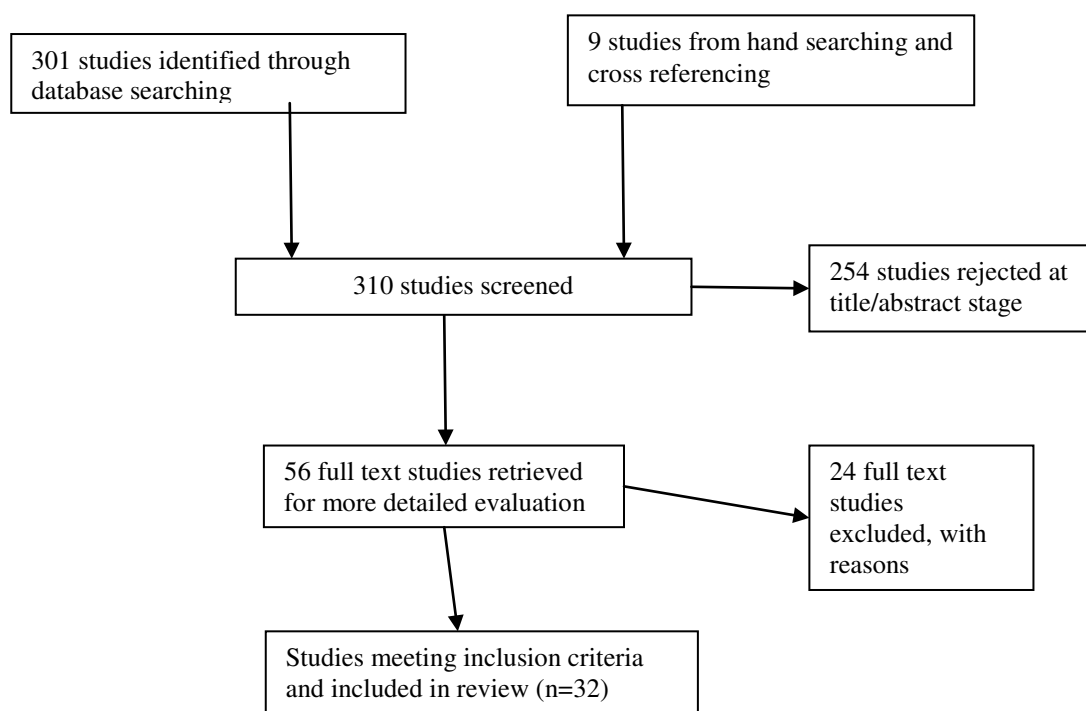 301 studies identified through
database searching
9 studies from hand searching and
cross referencing
310 studies screened
254 studies rejected at
title/abstract stage
56 full text studies retrieved
for more detailed evaluation
24 full text
studies
excluded, with
reasons
Studies meeting inclusion criteria
and included in review (n=32)